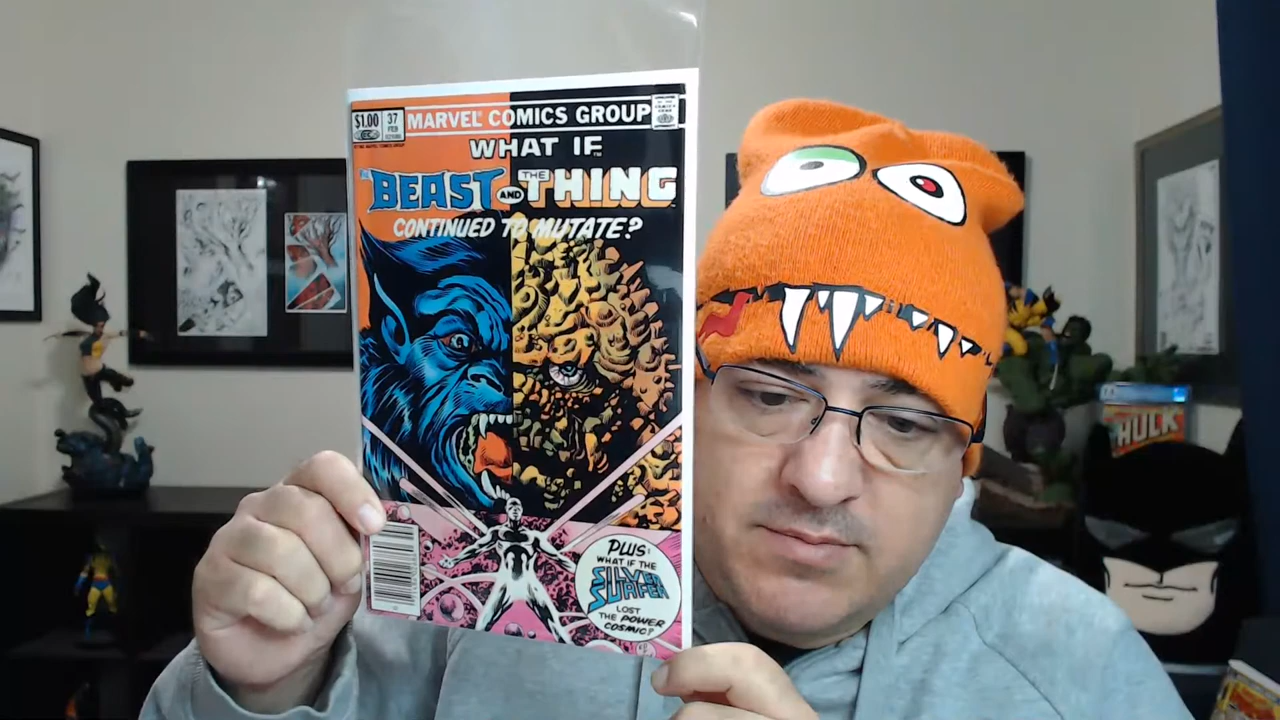 $1.00
37
FEB
MARVEL COMICS GROUP
WHAT IF
THE BEAST AND THE THING
CONTINUED TO MUTATE?
PLUS:
WHAT IF THE
SILVER
SURFER
LOST
THE POWER
COSMIC?
HULK